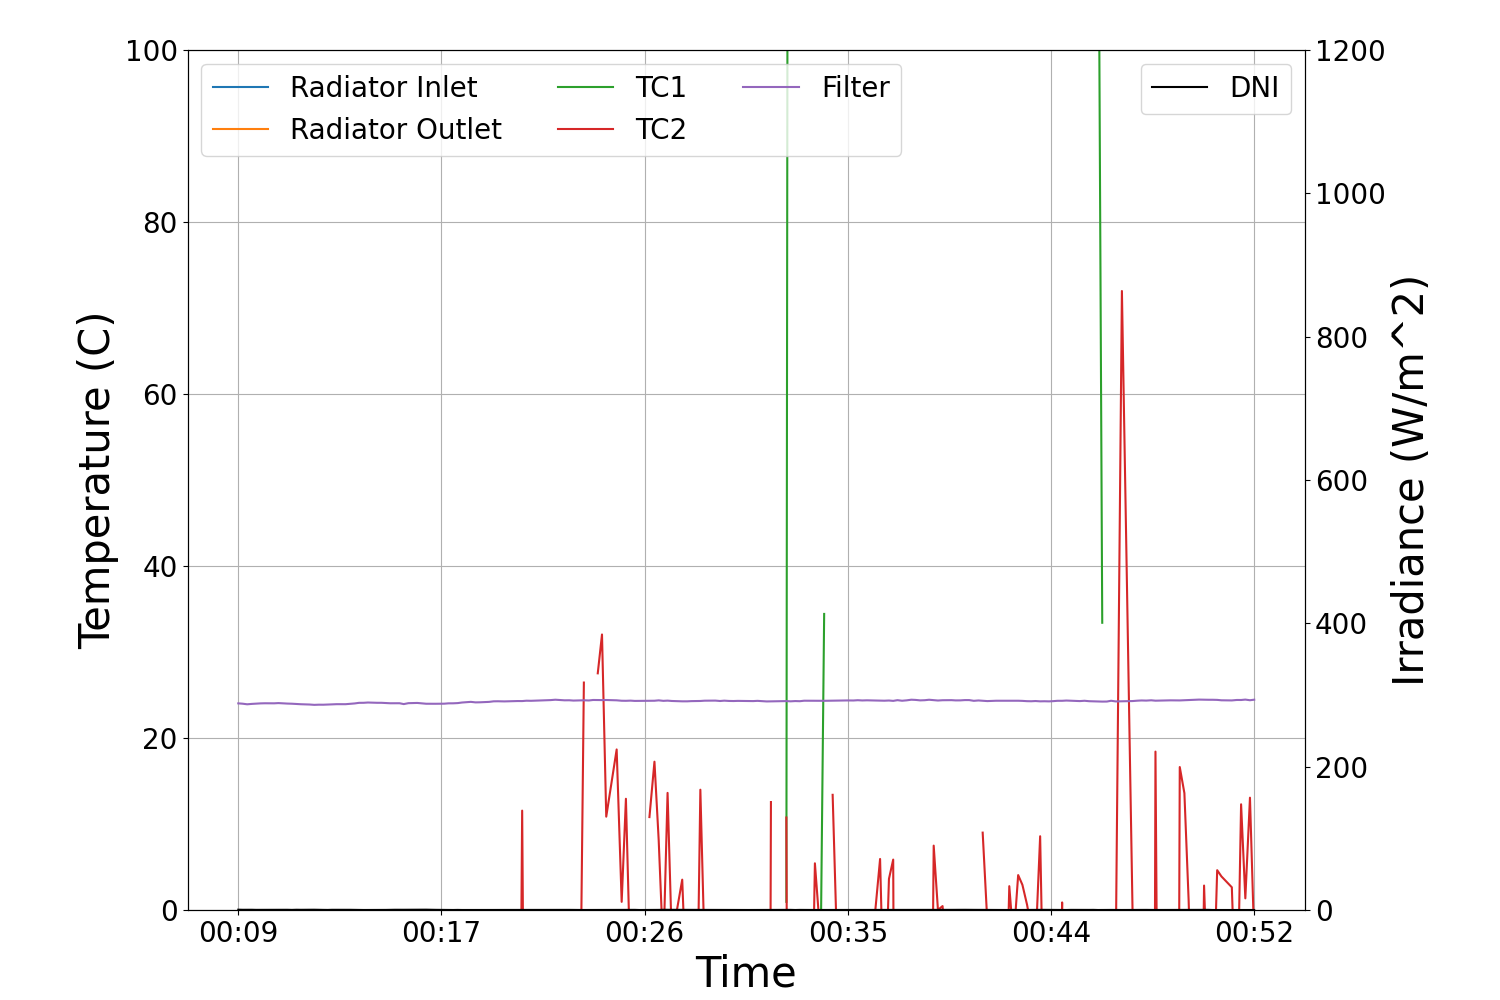 100
80
60
40
20
0
Temperature (C)
Radiator Inlet
Radiator Outlet
TC1
TC2
Filter
DNI
1200
1000
800
600
400
200
0
Irradiance (W/m^2)
00:09 00:17 00:26 00:35 00:44 00:52
Time